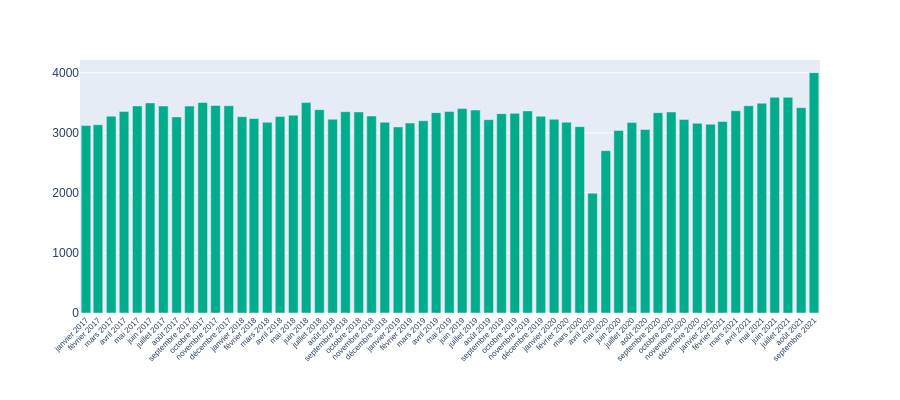 4000
3000
2000
1000
0
janvier 2017
février 2017
mars 2017
avril 2017
mai 2017
juin 2017
juillet 2017
août 2017
septembre 2017
octobre 2017
novembre 2017
décembre 2017
janvier 2018
février 2018
mars 2018
avril 2018
mai 2018
juin 2018
juillet 2018
août 2018
septembre 2018
octobre 2018
novembre 2018
décembre 2018
janvier 2019
février 2019
mars 2019
avril 2019
mai 2019
juin 2019
juillet 2019
août 2019
septembre 2019
octobre 2019
novembre 2019
décembre 2019
janvier 2020
février 2020
mars 2020
avril 2020
mai 2020
juin 2020
juillet 2020
août 2020
septembre 2020
octobre 2020
novembre 2020
décembre 2020
janvier 2021
février 2021
mars 2021
avril 2021
mai 2021
juin 2021
juillet 2021
août 2021
septembre 2021